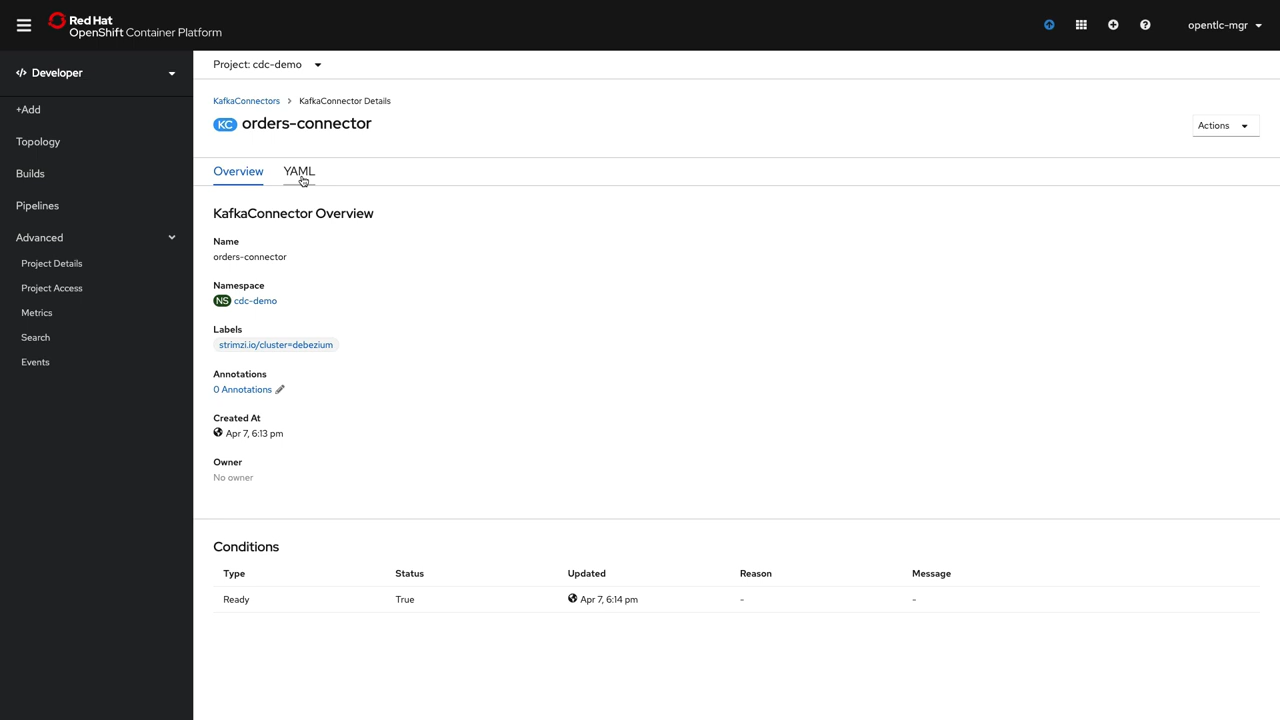 Red Hat
OpenShift Container Platform
opentlc-mgr
Developer
+Add
Topology
Builds
Pipelines
Advanced
Project Details
Project Access
Metrics
Search
Events
Project: cdc-demo
KafkaConnectors > KafkaConnector Details
KC orders-connector
Actions
Overview YAML
KafkaConnector Overview
Name
orders-connector
Namespace
NS cdc-demo
Labels
strimzi.io/cluster=debezium
Annotations
0 Annotations
Created At
Apr 7, 6:13 pm
Owner
No owner
Conditions
Type Status Updated Reason Message
Ready True Apr 7, 6:14 pm - -